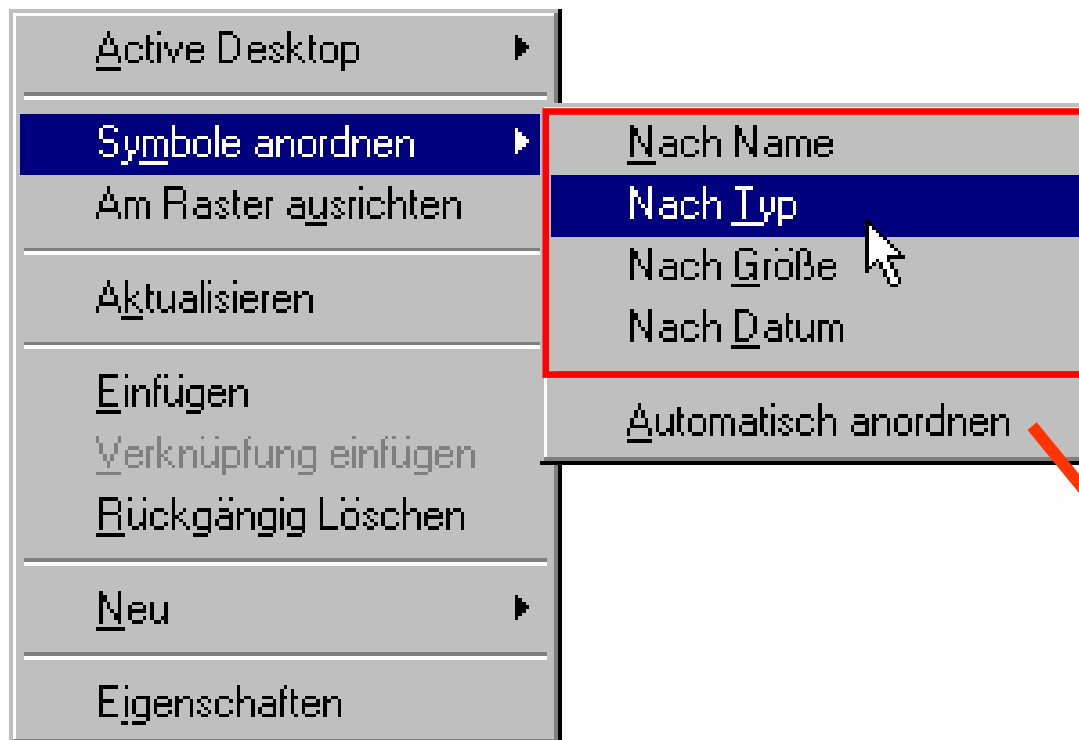 Active Desktop
Symbole anordnen
Am Raster ausrichten
Aktualisieren
Einfügen
Verknüpfung einfügen
Rückgängig Löschen
Neu
Eigenschaften
Nach Name
Nach Typ
Nach Größe
Nach Datum
Automatisch anordnen